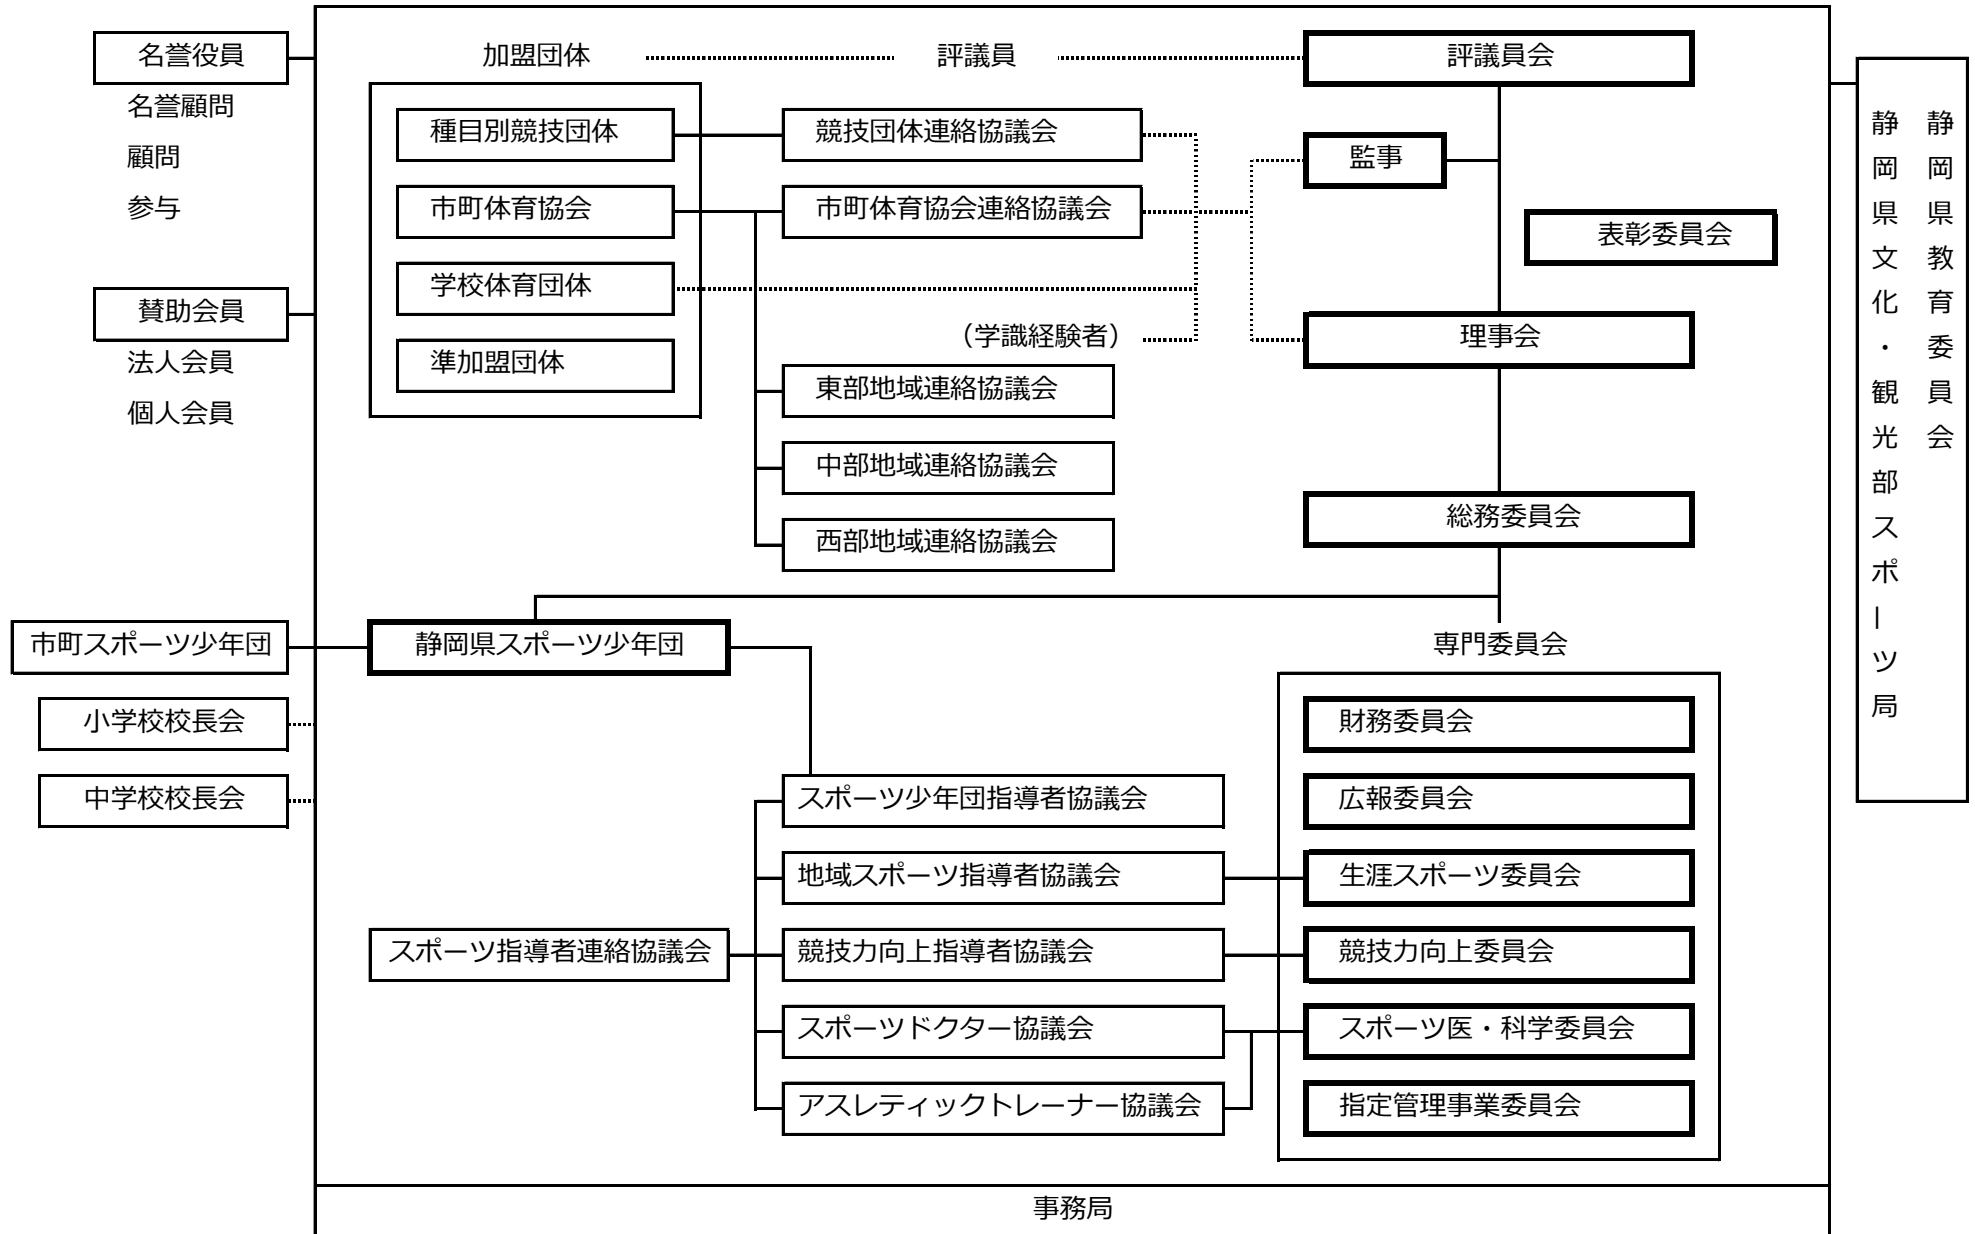 名誉役員
名誉顧問
顧問
参与
賛助会員
法人会員
個人会員
加盟団体
評議員
評議員会
種目別競技団体
競技団体連絡協議会
監事
市町体育協会
市町体育協会連絡協議会
表彰委員会
学校体育団体
（学識経験者）
理事会
準加盟団体
東部地域連絡協議会
中部地域連絡協議会
総務委員会
西部地域連絡協議会
静岡県教育委員会
静岡県文化・観光部スポーツ局
市町スポーツ少年団
静岡県スポーツ少年団
専門委員会
小学校校長会
財務委員会
中学校校長会
スポーツ少年団指導者協議会
広報委員会
地域スポーツ指導者協議会
生涯スポーツ委員会
スポーツ指導者連絡協議会
競技力向上指導者協議会
競技力向上委員会
スポーツドクター協議会
スポーツ医・科学委員会
アスレティックトレーナー協議会
指定管理事業委員会
事務局